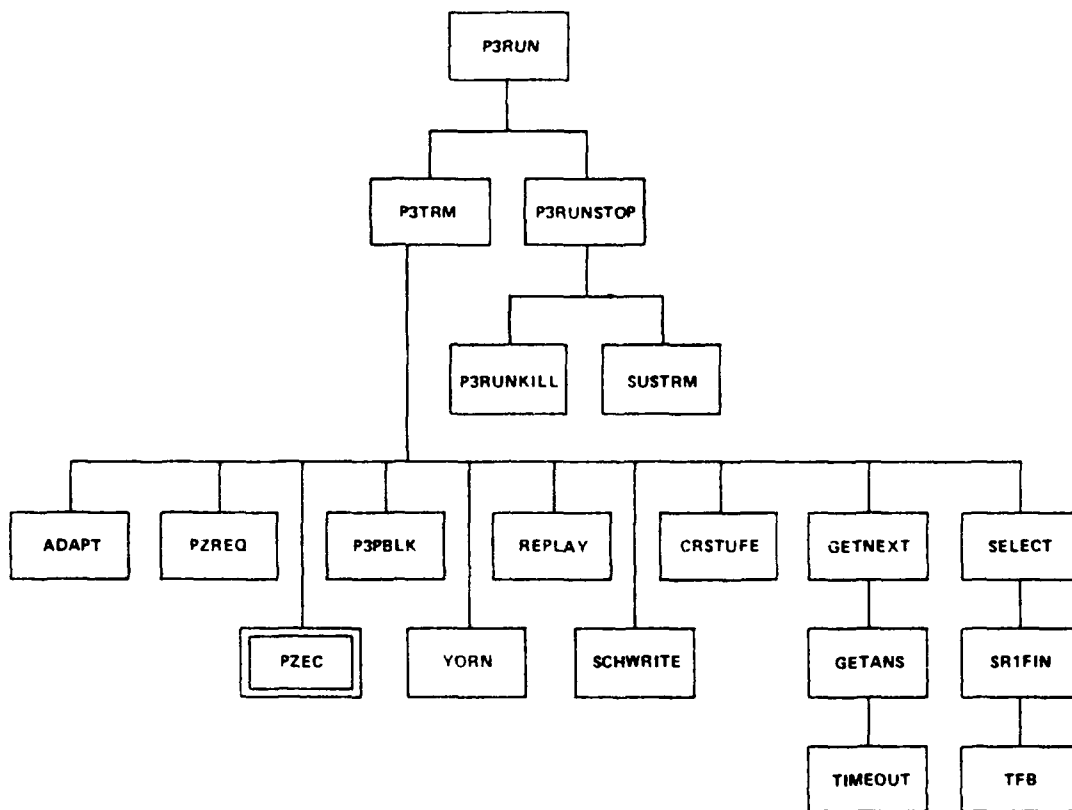 P3RUN
P3TRM
P3RUNSTOP
P3RUNKILL
SUSTRM
ADAPT
PZREQ
P3PBLK
REPLAY
CRSTUFE
GETNEXT
SELECT
PZEC
YORN
SCHWRITE
GETANS
SR1FIN
TIMEOUT
TFB